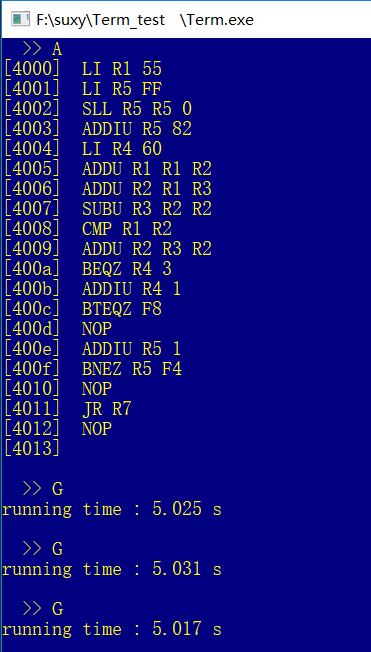 F:\suxy\Term_test   \Term.exe
>> A
[4000]  LI R1 55
[4001]  LI R5 FF
[4002]  SLL R5 R5 0
[4003]  ADDIU R5 82
[4004]  LI R4 60
[4005]  ADDU R1 R1 R2
[4006]  ADDU R2 R1 R3
[4007]  SUBU R3 R2 R2
[4008]  CMP R1 R2
[4009]  ADDU R2 R3 R2
[400a]  BEQZ R4 3
[400b]  ADDIU R4 1
[400c]  BTEQZ F8
[400d]  NOP
[400e]  ADDIU R5 1
[400f]  BNEZ R5 F4
[4010]  NOP
[4011]  JR R7
[4012]  NOP
[4013]
>> G
running time : 5.025 s
>> G
running time : 5.031 s
>> G
running time : 5.017 s